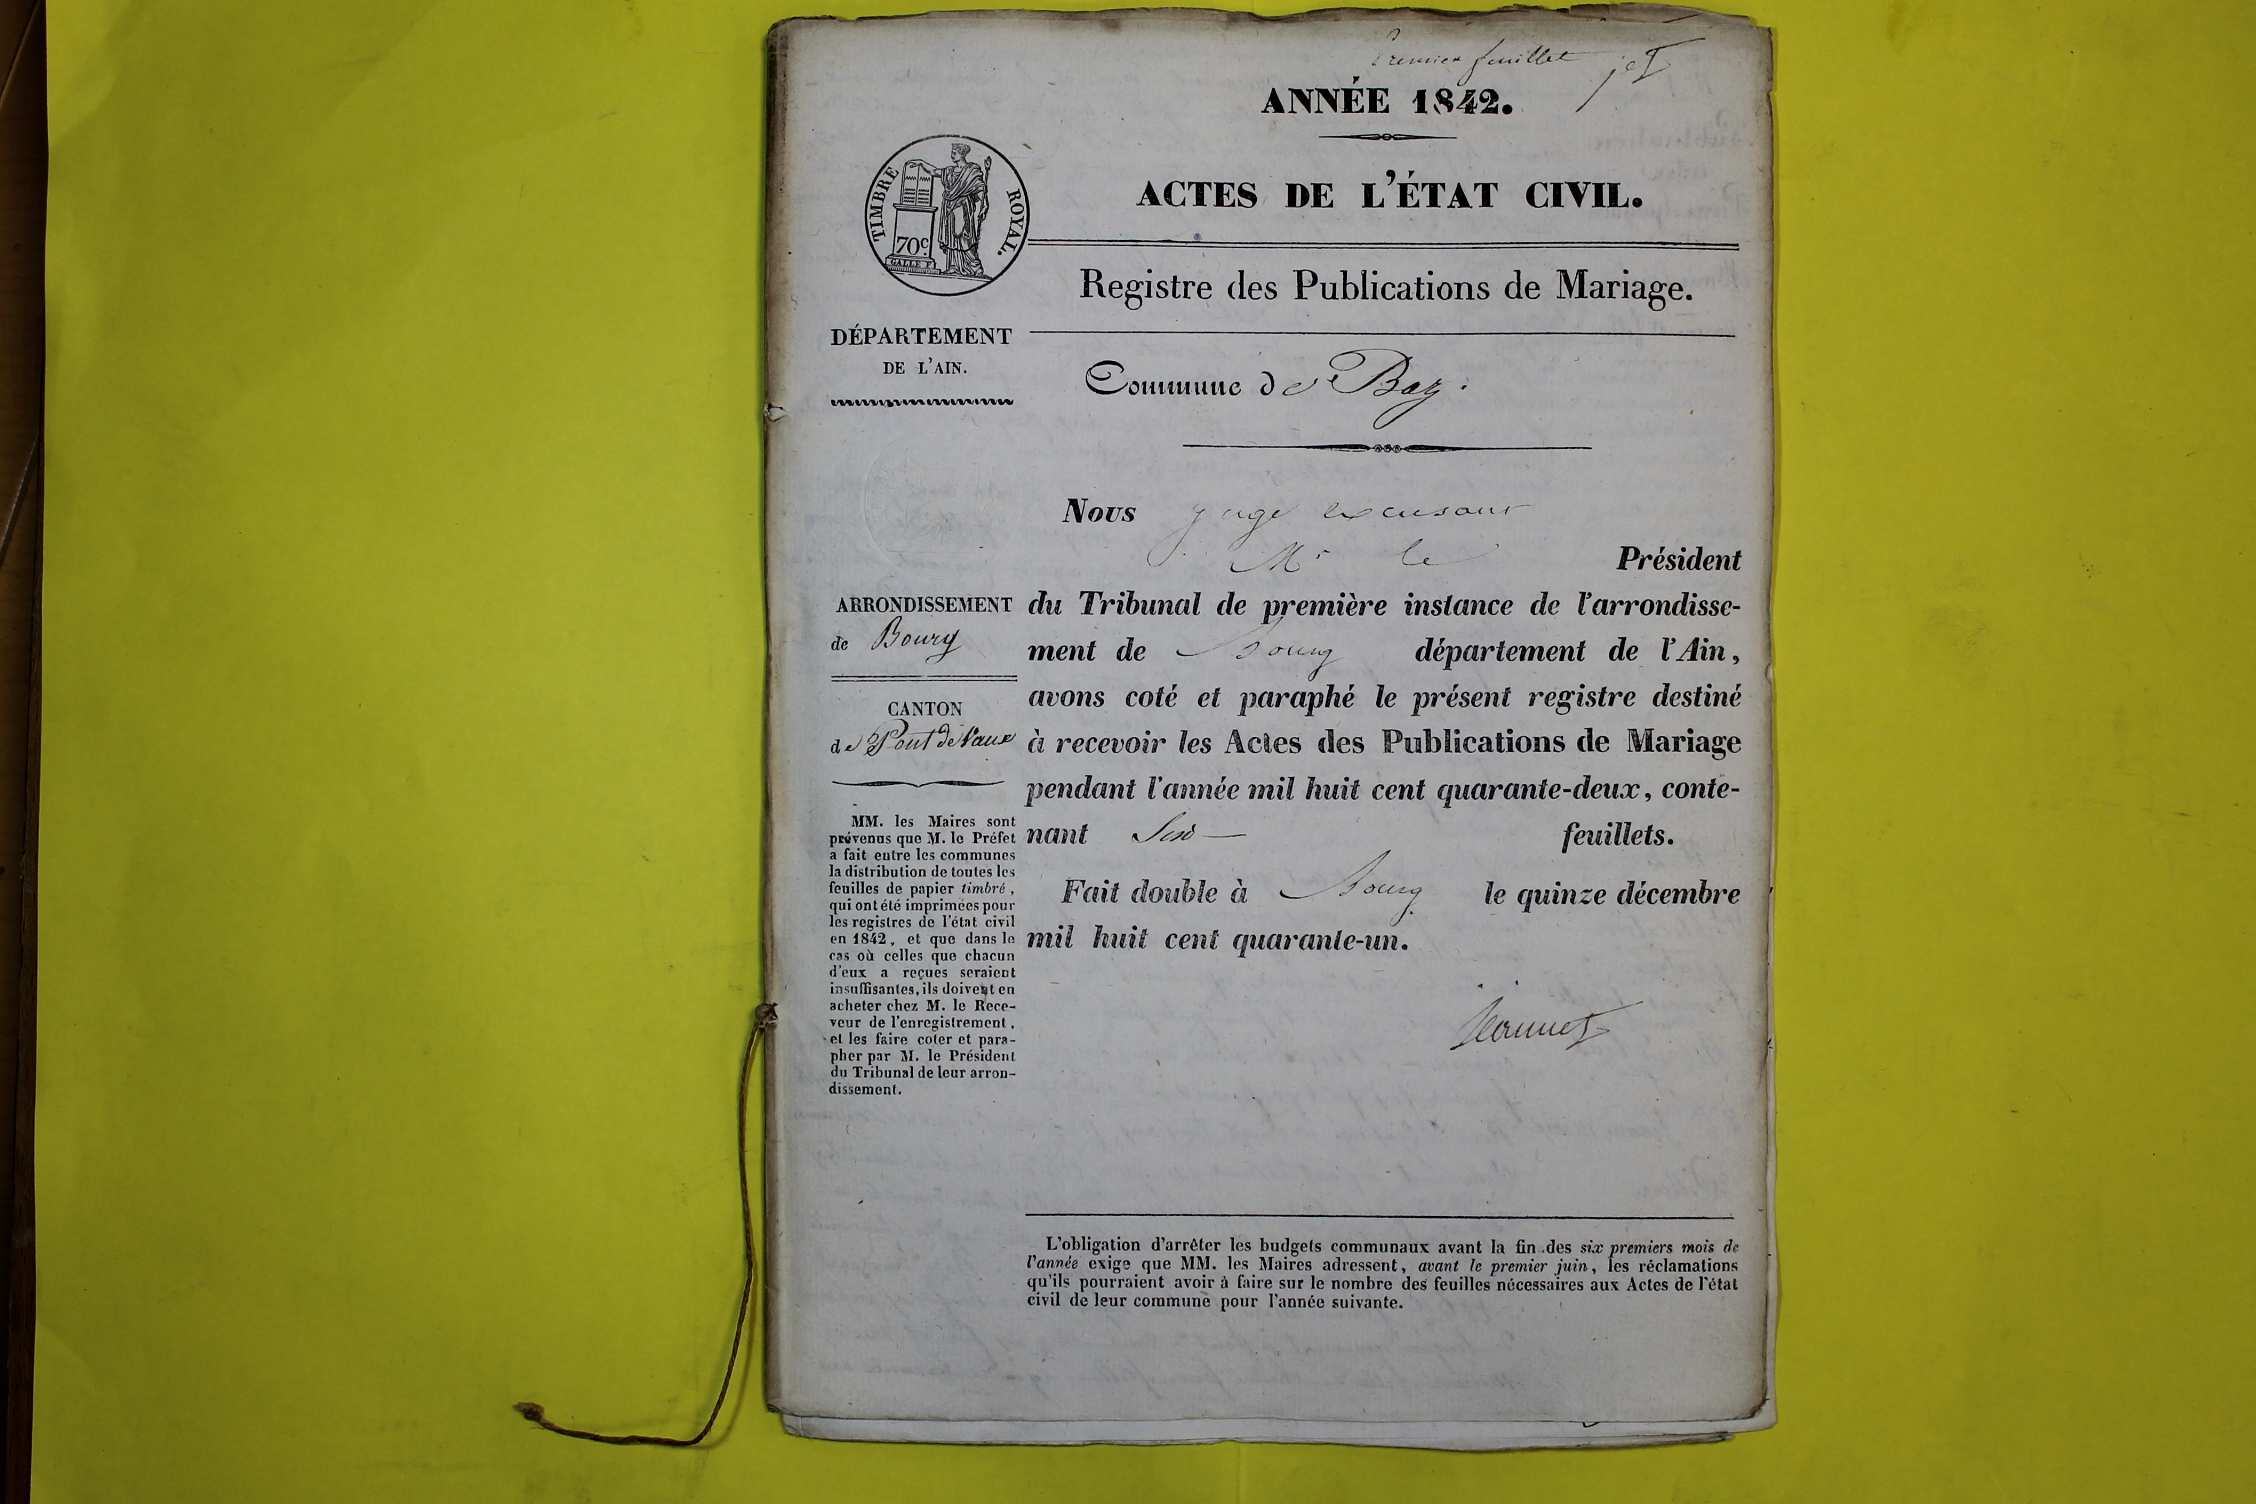 Premier feuillet
ANNÉE 1842.
ACTES DE L'ÉTAT CIVIL.
TIMBRE ROYAL.
70c.
GALLE F.
Registre des Publications de Mariage.
DÉPARTEMENT
DE L'AIN.
Commune de Boz.
Nous juge excusant
Mr le Président
du Tribunal de première instance de l'arrondisse-
ment de Bourg département de l'Ain,
avons coté et paraphé le présent registre destiné
à recevoir les Actes des Publications de Mariage
pendant l'année mil huit cent quarante-deux, conte-
nant Six feuillets.
Fait double à Bourg le quinze décembre
mil huit cent quarante-un.
Jeannet
ARRONDISSEMENT
de Bourg
CANTON
de Pont de Vaux
MM. les Maires sont
prévenus que M. le Préfet
a fait entre les communes
la distribution de toutes les
feuilles de papier timbré,
qui ont été imprimées pour
les registres de l'état civil
en 1842, et que dans le
cas où celles que chacun
d'eux a reçues seraient
insuffisantes, ils doivent en
acheter chez M. le Rece-
veur de l'enregistrement,
et les faire coter et para-
pher par M. le Président
du Tribunal de leur arron-
dissement.
L'obligation d'arrêter les budgets communaux avant la fin des six premiers mois de
l'année exige que MM. les Maires adressent, avant le premier juin, les réclamations
qu'ils pourraient avoir à faire sur le nombre des feuilles nécessaires aux Actes de l'état
civil de leur commune pour l'année suivante.